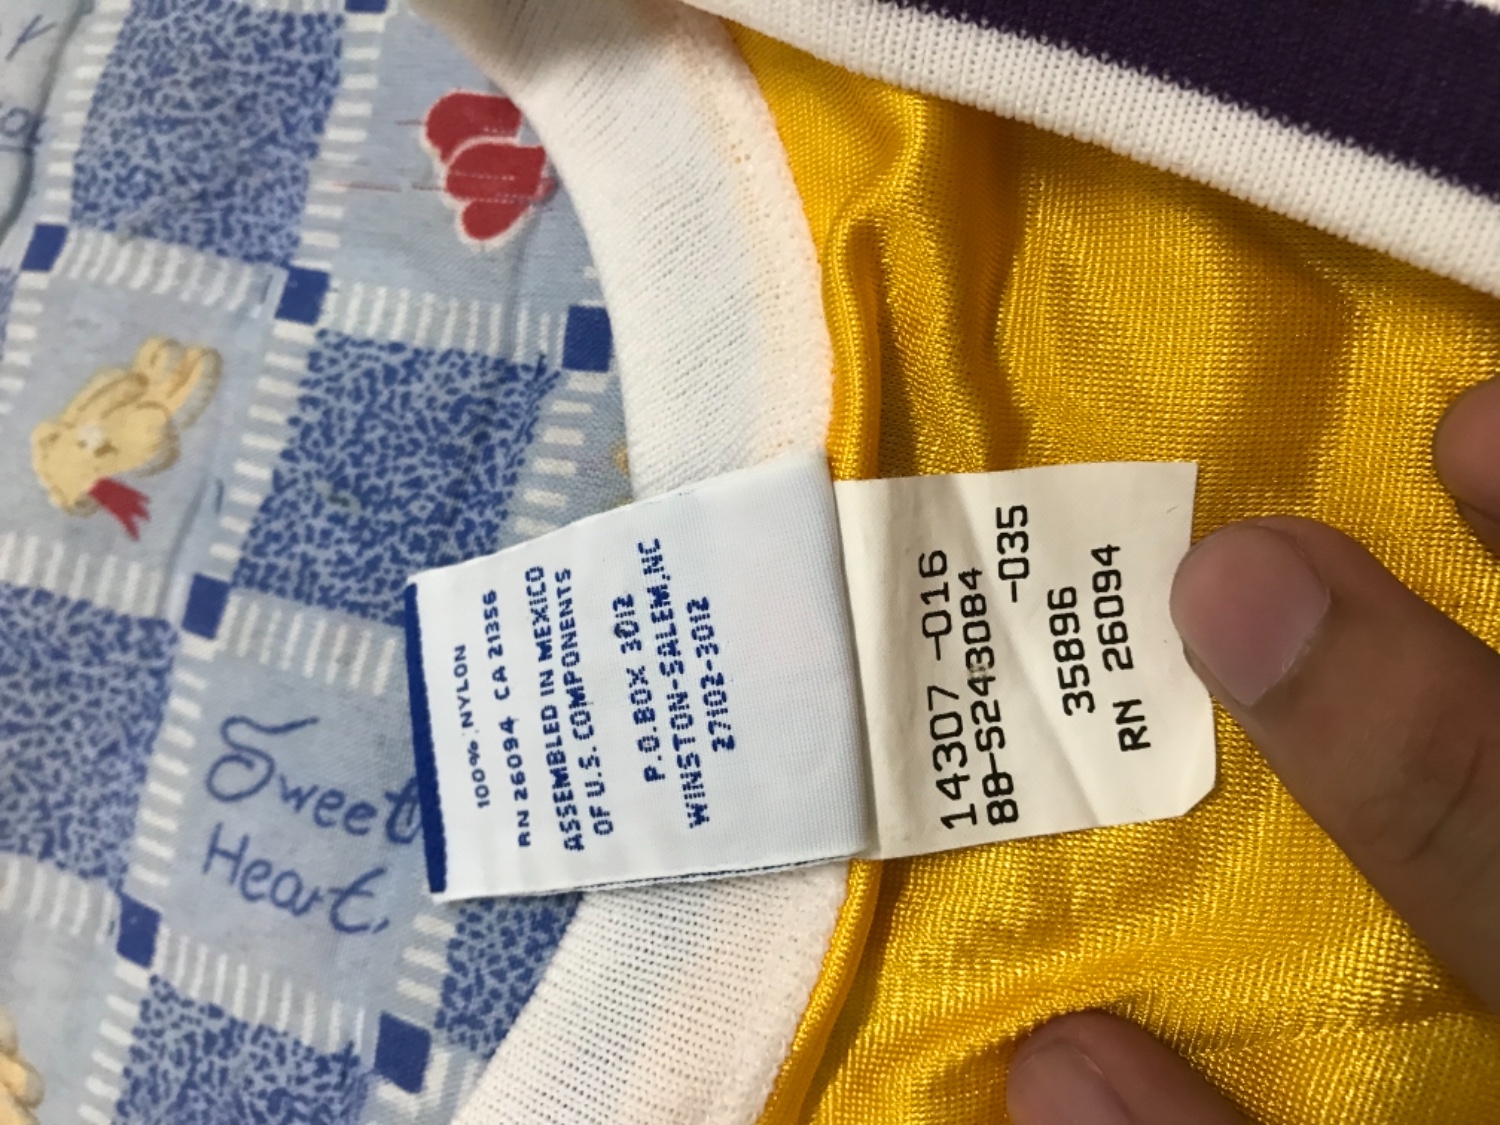 Sweet
Heart,
100% NYLON
RN 26094 CA 21356
ASSEMBLED IN MEXICO
OF U.S. COMPONENTS
P.O. BOX 3012
WINSTON-SALEM, NC
27102-3012
14307 -016
88-S243084
-035
35896
RN 26094